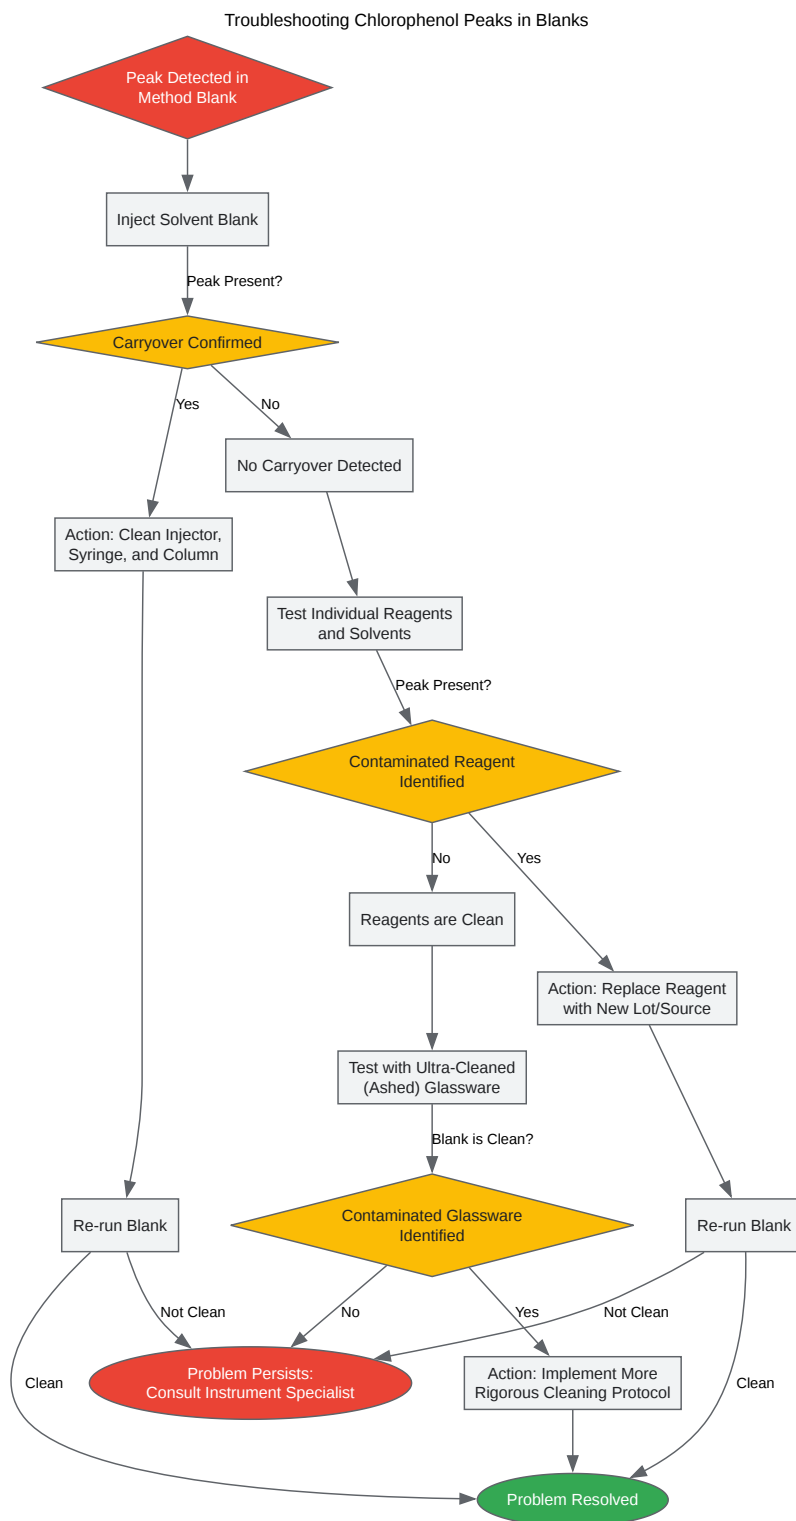 Troubleshooting Chlorophenol Peaks in Blanks
Peak Detected in
Method Blank
Inject Solvent Blank
Peak Present?
Carryover Confirmed
Yes
No
No Carryover Detected
Action: Clean Injector,
Syringe, and Column
Test Individual Reagents
and Solvents
Peak Present?
Contaminated Reagent
Identified
No
Yes
Reagents are Clean
Action: Replace Reagent
with New Lot/Source
Test with Ultra-Cleaned
(Ashed) Glassware
Blank is Clean?
Re-run Blank
Contaminated Glassware
Identified
Re-run Blank
Not Clean
No
Yes
Not Clean
Clean
Problem Persists:
Consult Instrument Specialist
Action: Implement More
Rigorous Cleaning Protocol
Clean
Problem Resolved